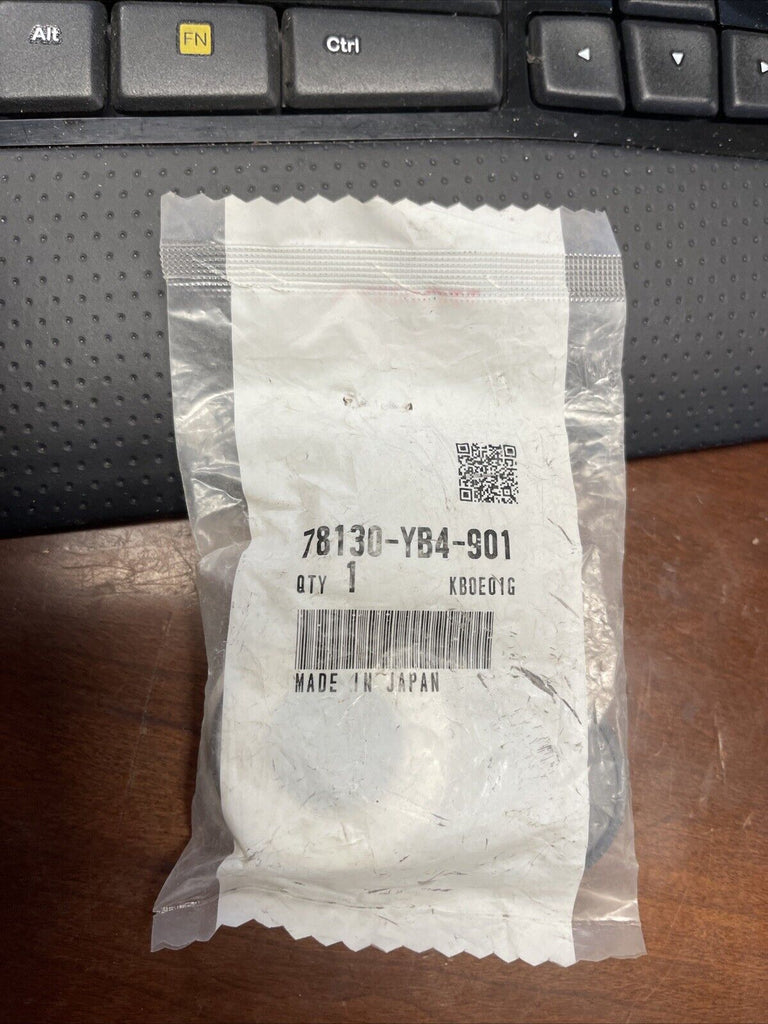 Alt
FN
Ctrl
78130-YB4-901
QTY 1 KB0E01G
MADE IN JAPAN